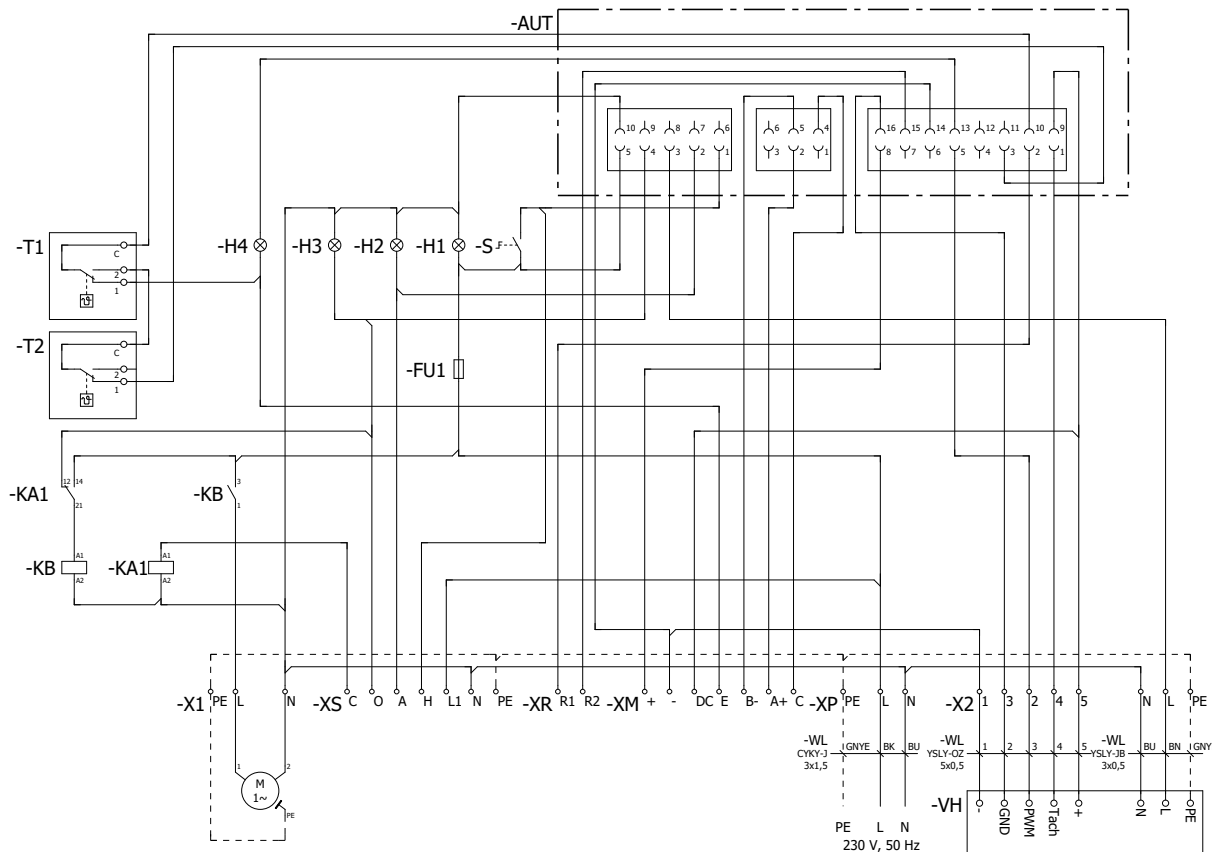 -AUT
10 9 8 7 6
5 4 3 2 1
6 5 4
3 2 1
16 15 14 13 12 11 10 9
8 7 6 5 4 3 2 1
-T1 C 2 1
-H4 -H3 -H2 -H1 -S
-T2 C 2 1
-FU1
-KA1 12 14 21
-KB 3 1
-KB A1 A2
-KA1 A1 A2
-X1 PE L N -XS C O A H L1 N PE -XR R1 R2 -XM + - DC E B- A+ C -XP PE L N -X2 1 3 2 4 5 N L PE
-WL GNYE BK BU
CYKY-J
3x1,5
-WL 1 2 3 4 5
YSLY-OZ
5x0,5
-WL BU BN GNY
YSLY-JB
3x0,5
1 2
M
1~
PE
-VH - GND PWM Tach + N L PE
PE L N
230 V, 50 Hz